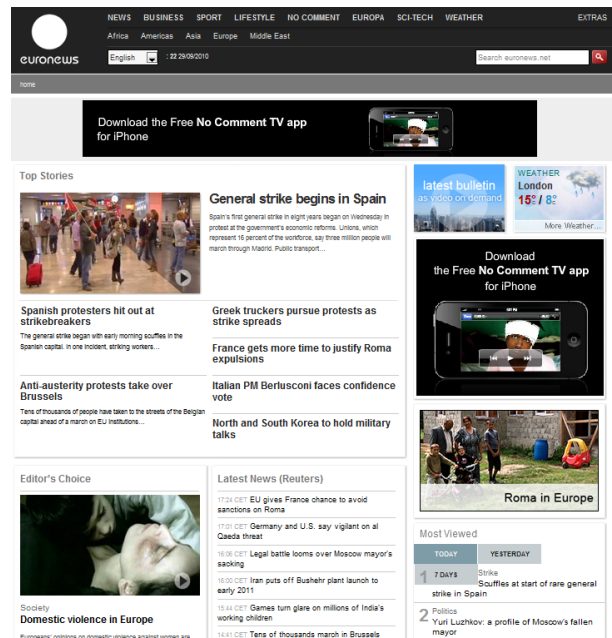 NEWS BUSINESS SPORT LIFESTYLE NO COMMENT EUROPA SCI-TECH WEATHER EXTRAS
Africa Americas Asia Europe Middle East
euronews
English : 22 29/09/2010
Search euronews.net
home
Download the Free No Comment TV app
for iPhone
Top Stories
General strike begins in Spain
Spain's first general strike in eight years began on Wednesday in
protest at the government's economic reforms. Unions, which
represent 16 percent of the workforce, say three million people will
march through Madrid. Public transport...
Spanish protesters hit out at
strikebreakers
The general strike began with early morning scuffles in the
Spanish capital. In one incident, striking workers...
Greek truckers pursue protests as
strike spreads
France gets more time to justify Roma
expulsions
Anti-austerity protests take over
Brussels
Tens of thousands of people have taken to the streets of the Belgian
capital ahead of a march on EU institutions...
Italian PM Berlusconi faces confidence
vote
North and South Korea to hold military
talks
latest bulletin
as video on demand
WEATHER
London
15° / 8°
More Weather...
Download
the Free No Comment TV app
for iPhone
Roma in Europe
Editor's Choice
Society
Domestic violence in Europe
Europeans' opinions on domestic violence against women are
Latest News (Reuters)
17:24 CET EU gives France chance to avoid
sanctions on Roma
17:01 CET Germany and U.S. say vigilant on al
Qaeda threat
16:06 CET Legal battle looms over Moscow mayor's
sacking
16:00 CET Iran puts off Bushehr plant launch to
early 2011
15:44 CET Games turn glare on millions of India's
working children
14:41 CET Tens of thousands march in Brussels
Most Viewed
TODAY YESTERDAY
7 DAYS
1 Strike
Scuffles at start of rare general
strike in Spain
2 Politics
Yuri Luzhkov: a profile of Moscow's fallen
mayor